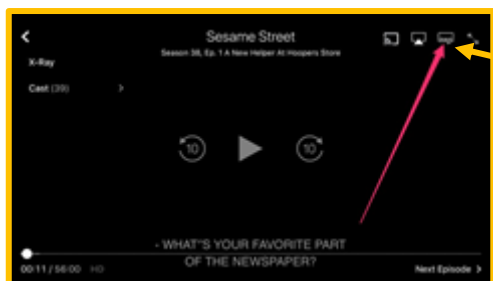 Sesame Street
Season 38, Ep. 1 A New Helper At Hoopers Store
X-Ray
Cast (39)
10
10
- WHAT"S YOUR FAVORITE PART
OF THE NEWSPAPER?
00:11 / 56:00 HD
Next Episode